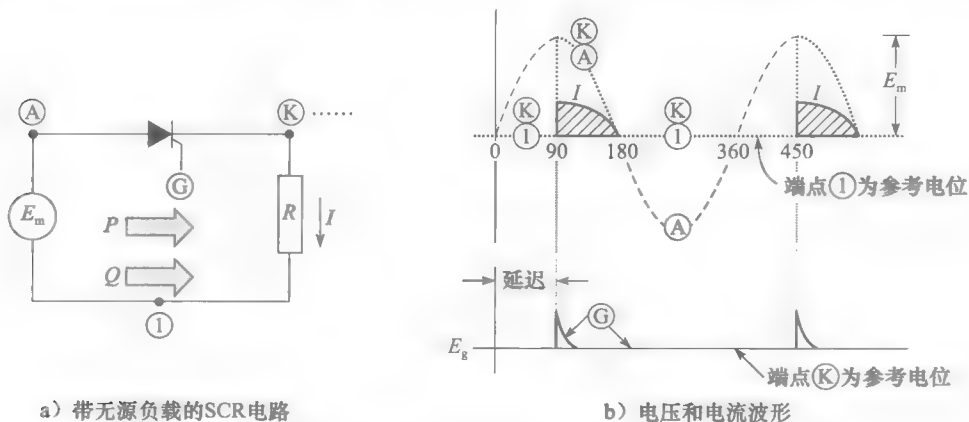 A
K
G
E_m
P
Q
R
I
1
a）带无源负载的SCR电路
K
A
I
K
1
K
1
I
E_m
0
90
180
360
450
端点①为参考电位
A
延迟
G
E_g
端点Ⓚ为参考电位
b）电压和电流波形